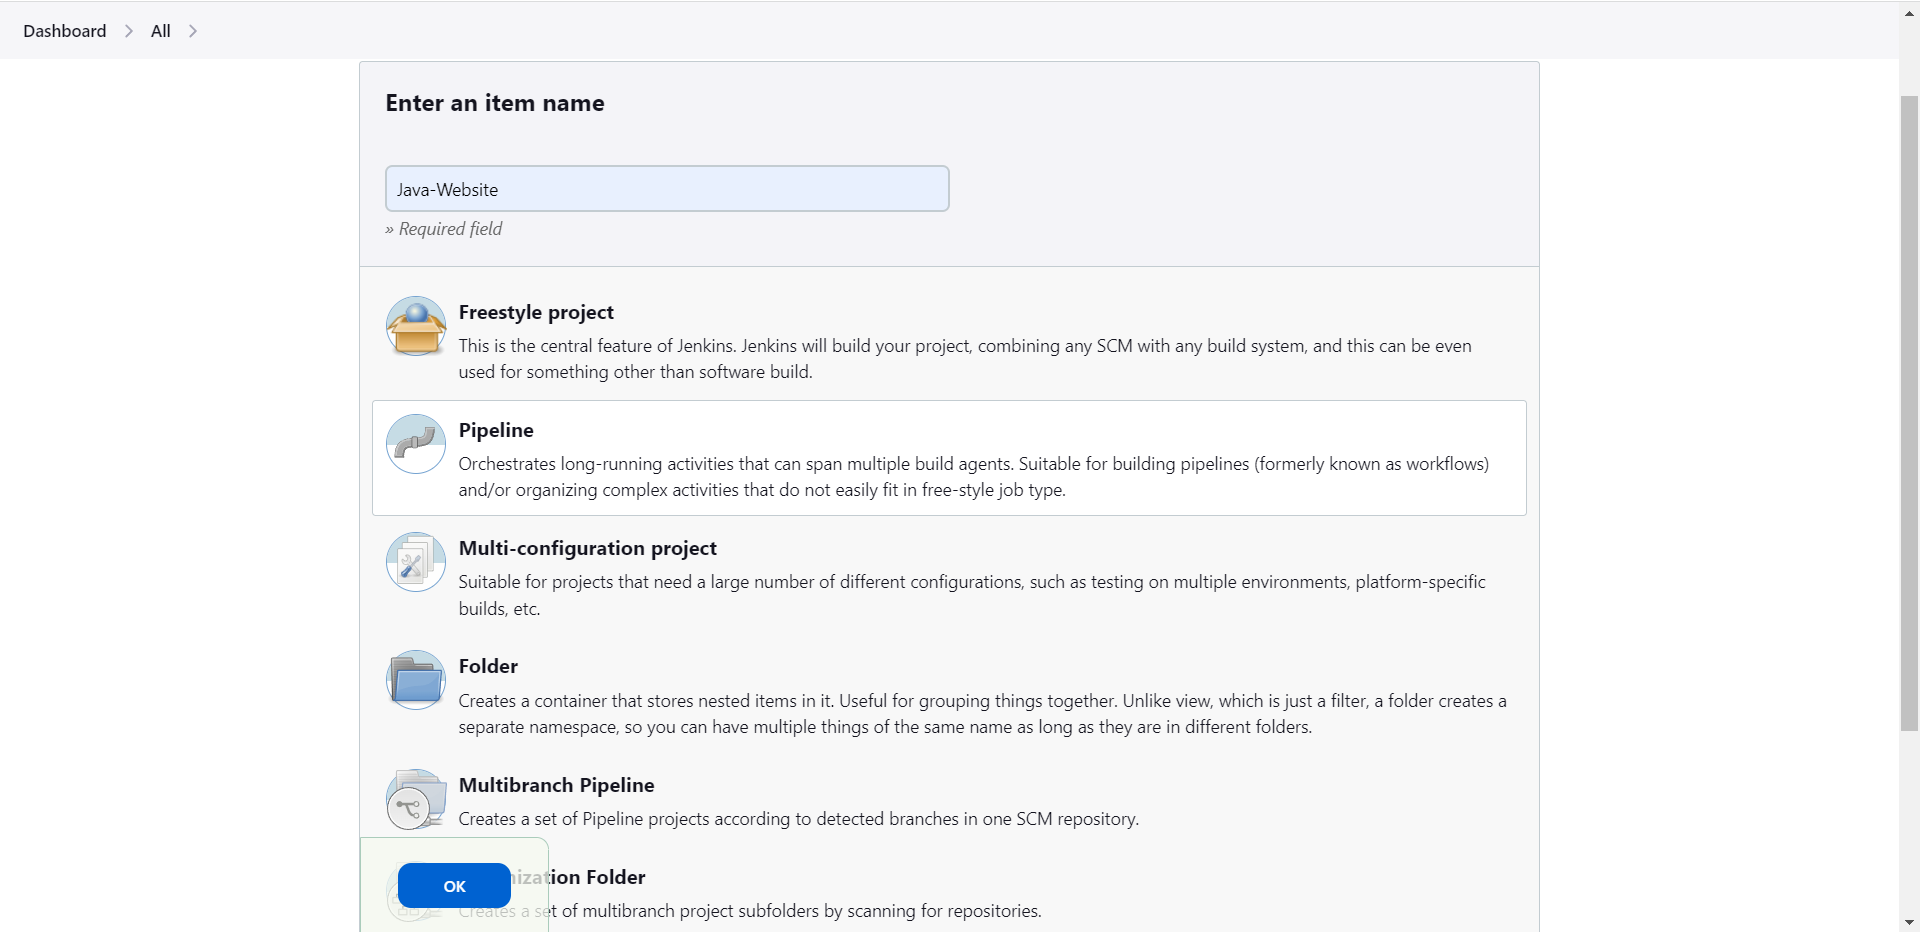 Dashboard All
Enter an item name
Java-Website
» Required field
Freestyle project
This is the central feature of Jenkins. Jenkins will build your project, combining any SCM with any build system, and this can be even
used for something other than software build.
Pipeline
Orchestrates long-running activities that can span multiple build agents. Suitable for building pipelines (formerly known as workflows)
and/or organizing complex activities that do not easily fit in free-style job type.
Multi-configuration project
Suitable for projects that need a large number of different configurations, such as testing on multiple environments, platform-specific
builds, etc.
Folder
Creates a container that stores nested items in it. Useful for grouping things together. Unlike view, which is just a filter, a folder creates a
separate namespace, so you can have multiple things of the same name as long as they are in different folders.
Multibranch Pipeline
Creates a set of Pipeline projects according to detected branches in one SCM repository.
OK
Folder
Creates a set of multibranch project subfolders by scanning for repositories.